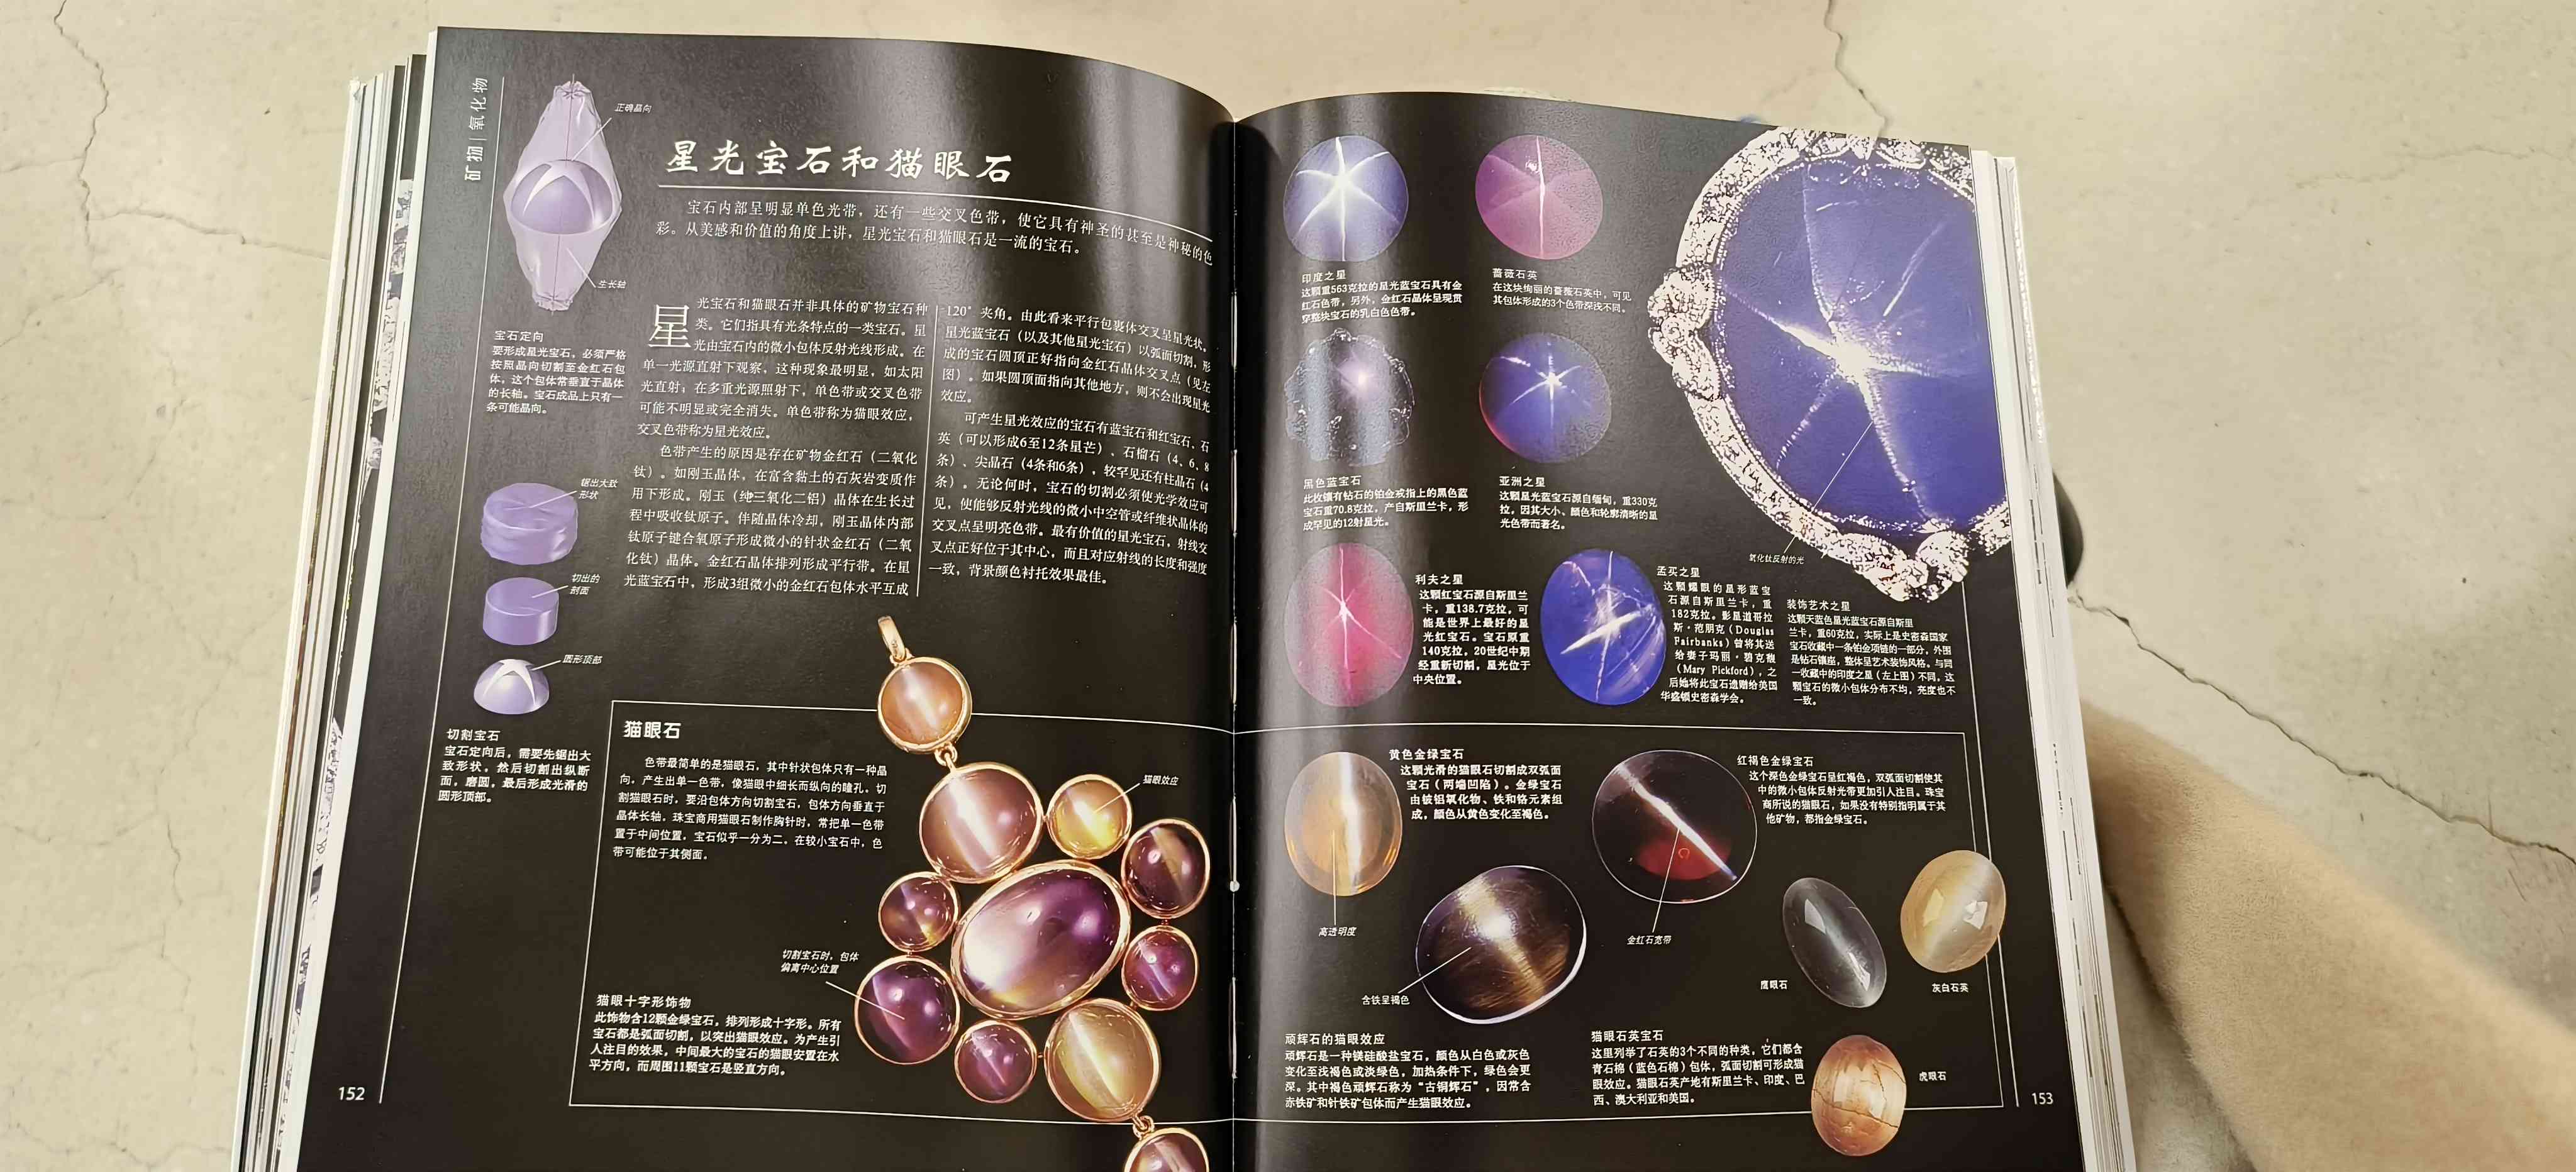 矿物|氧化物
正确晶向
生长轴
宝石定向
要形成星光宝石，必须严格
按照晶向切割至金红石包
体，这个包体常垂直于晶体
的长轴。宝石成品上只有一
条可能晶向。
锯出大致
形状
切出的
剖面
圆形顶部
切割宝石
宝石定向后，需要先锯出大
致形状，然后切割出纵断
面，磨圆，最后形成光滑的
圆形顶部。
152
星光宝石和猫眼石
宝石内部呈明显单色光带，还有一些交叉色带，使它具有神圣的甚至是神秘的色
彩。从美感和价值的角度上讲，星光宝石和猫眼石是一流的宝石。
星光宝石和猫眼石并非具体的矿物宝石种
类。它们指具有光条特点的一类宝石。星
光由宝石内的微小包体反射光线形成。在
单一光源直射下观察，这种现象最明显，如太阳
光直射；在多重光源照射下，单色带或交叉色带
可能不明显或完全消失。单色带称为猫眼效应，
交叉色带称为星光效应。
色带产生的原因是存在矿物金红石（二氧化
钛）。如刚玉晶体，在富含黏土的石灰岩变质作
用下形成。刚玉（纯三氧化二铝）晶体在生长过
程中吸收钛原子。伴随晶体冷却，刚玉晶体内部
钛原子键合氧原子形成微小的针状金红石（二氧
化钛）晶体。金红石晶体排列形成平行带。在星
光蓝宝石中，形成3组微小的金红石包体水平互成
120°夹角。由此看来平行包裹体交叉呈星光状。
星光蓝宝石（以及其他星光宝石）以弧面切割，形
成的宝石圆顶正好指向金红石晶体交叉点（见左
图）。如果圆顶面指向其他地方，则不会出现星光
效应。
可产生星光效应的宝石有蓝宝石和红宝石、石
英（可以形成6至12条星芒）、石榴石（4、6、8
条）、尖晶石（4条和6条），较罕见还有柱晶石（4
条）。无论何时，宝石的切割必须使光学效应可
见，使能够反射光线的微小中空管或纤维状晶体的
交叉点呈明亮色带。最有价值的星光宝石，射线交
叉点正好位于其中心，而且对应射线的长度和强度
一致，背景颜色衬托效果最佳。
猫眼石
色带最简单的是猫眼石，其中针状包体只有一种晶
向，产生出单一色带，像猫眼中细长而纵向的瞳孔。切
割猫眼石时，要沿包体方向切割宝石，包体方向垂直于
晶体长轴。珠宝商用猫眼石制作胸针时，常把单一色带
置于中间位置，宝石似乎一分为二。在较小宝石中，色
带可能位于其侧面。
猫眼效应
切割宝石时，包体
偏离中心位置
猫眼十字形饰物
此饰物含12颗金绿宝石，排列形成十字形。所有
宝石都是弧面切割，以突出猫眼效应。为产生引
人注目的效果，中间最大的宝石的猫眼安置在水
平方向，而周围11颗宝石是竖直方向。
印度之星
这颗重563克拉的星光蓝宝石具有金
红石色带，另外，金红石晶体呈现贯
穿整块宝石的乳白色色带。
蔷薇石英
在这块绚丽的蔷薇石英中，可见
其包体形成的3个色带深浅不同。
黑色蓝宝石
此枚镶有钻石的铂金戒指上的黑色蓝
宝石重70.8克拉，产自斯里兰卡，形
成罕见的12射星光。
亚洲之星
这颗星光蓝宝石源自缅甸，重330克
拉，因其大小、颜色和轮廓清晰的星
光色带而著名。
氧化钛反射的光
利夫之星
这颗红宝石源自斯里兰
卡，重138.7克拉，可
能是世界上最好的星
光红宝石。宝石原重
140克拉，20世纪中期
经重新切割，星光位于
中央位置。
孟买之星
这颗耀眼的星形蓝宝
石源自斯里兰卡，重
182克拉。影星道哥拉
斯·范朋克（Douglas
Fairbanks）曾将其送
给妻子玛丽·碧克馥
（Mary Pickford），之
后她将此宝石遗赠给美国
华盛顿史密森学会。
装饰艺术之星
这颗天蓝色星光蓝宝石源自斯里
兰卡，重60克拉，实际上是史密森国家
宝石收藏中一条铂金项链的一部分，外围
是钻石镶座，整体呈艺术装饰风格。与同
一收藏中的印度之星（左上图）不同，这
颗宝石的微小包体分布不均，亮度也不
一致。
黄色金绿宝石
这颗光滑的猫眼石切割成双弧面
宝石（两端凹陷）。金绿宝石
由铍铝氧化物、铁和铬元素组
成，颜色从黄色变化至褐色。
高透明度
红褐色金绿宝石
这个深色金绿宝石呈红褐色，双弧面切割使其
中的微小包体反射光带更加引人注目。珠宝
商所说的猫眼石，如果没有特别指明属于其
他矿物，都指金绿宝石。
金红石宽带
含铁呈褐色
鹰眼石
灰白石英
虎眼石
顽辉石的猫眼效应
顽辉石是一种镁硅酸盐宝石，颜色从白色或灰色
变化至浅褐色或淡绿色，加热条件下，绿色会更
深。其中褐色顽辉石称为“古铜辉石”，因常含
赤铁矿和针铁矿包体而产生猫眼效应。
猫眼石英宝石
这里列举了石英的3个不同的种类，它们都含
青石棉（蓝色石棉）包体，弧面切割可形成猫
眼效应。猫眼石英产地有斯里兰卡、印度、巴
西、澳大利亚和美国。
153